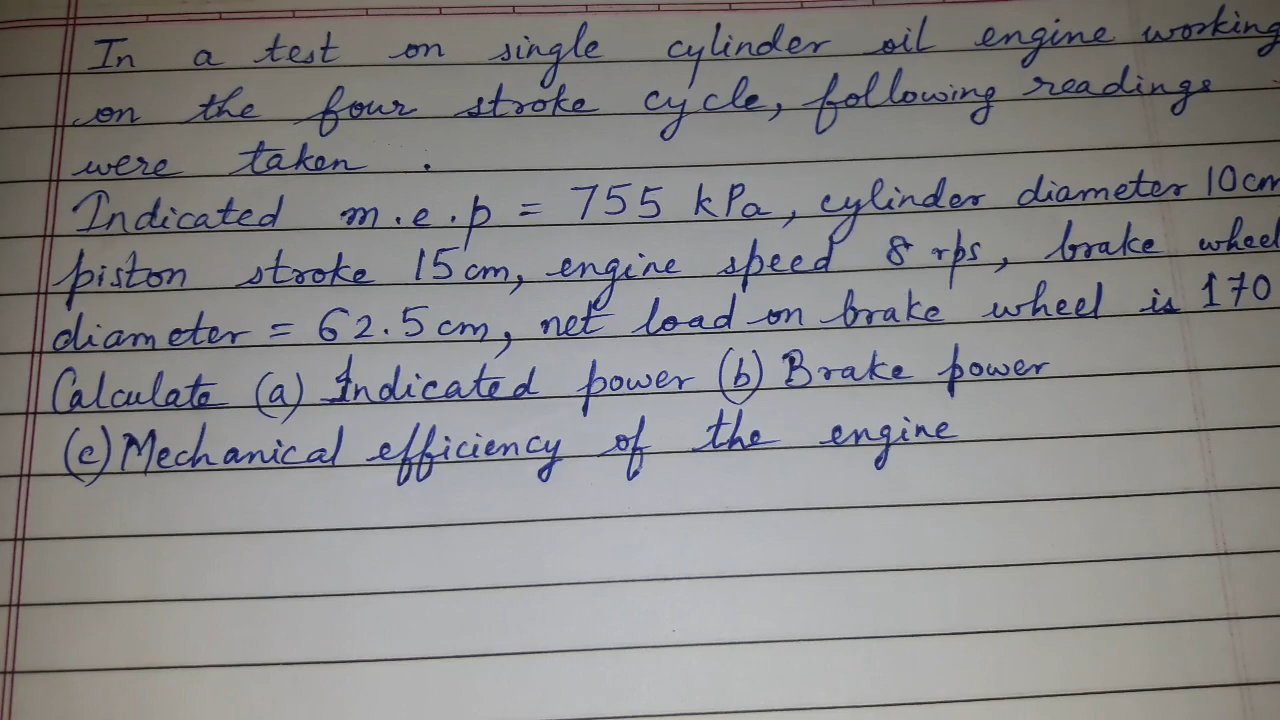 In a test on single cylinder oil engine working
on the four stroke cycle, following readings
were taken.
Indicated m.e.p = 755 kPa, cylinder diameter 10cm
piston stroke 15cm, engine speed 8 rps, brake wheel
diameter = 62.5cm, net load on brake wheel is 170
Calculate (a) Indicated power (b) Brake power
(c) Mechanical efficiency of the engine